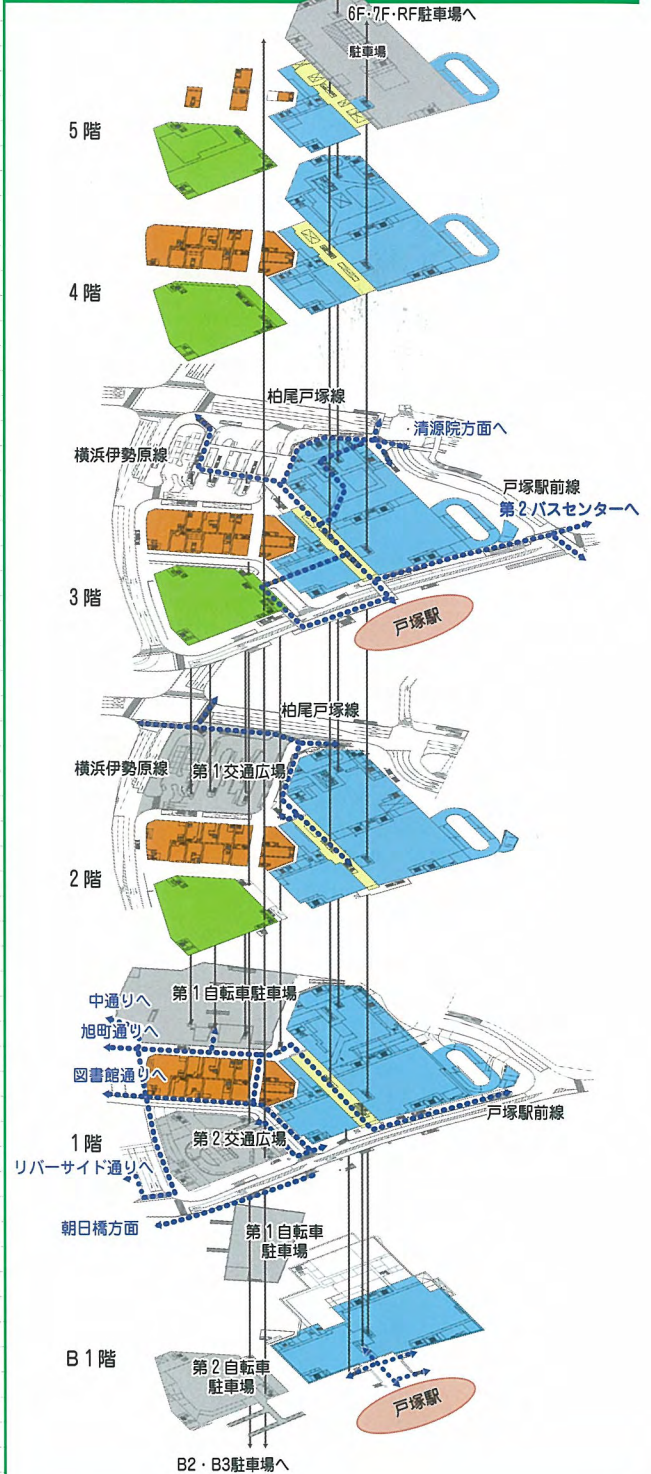 6F・7F・RF駐車場へ
駐車場
5階
4階
柏尾戸塚線
清源院方面へ
横浜伊勢原線
戸塚駅前線
第2バスセンターへ
3階
戸塚駅
柏尾戸塚線
横浜伊勢原線
第1交通広場
2階
中通りへ
第1自転車駐車場
旭町通りへ
図書館通りへ
戸塚駅前線
1階
第2交通広場
リバーサイド通りへ
朝日橋方面
第1自転車
駐車場
B1階
第2自転車
駐車場
戸塚駅
B2・B3駐車場へ